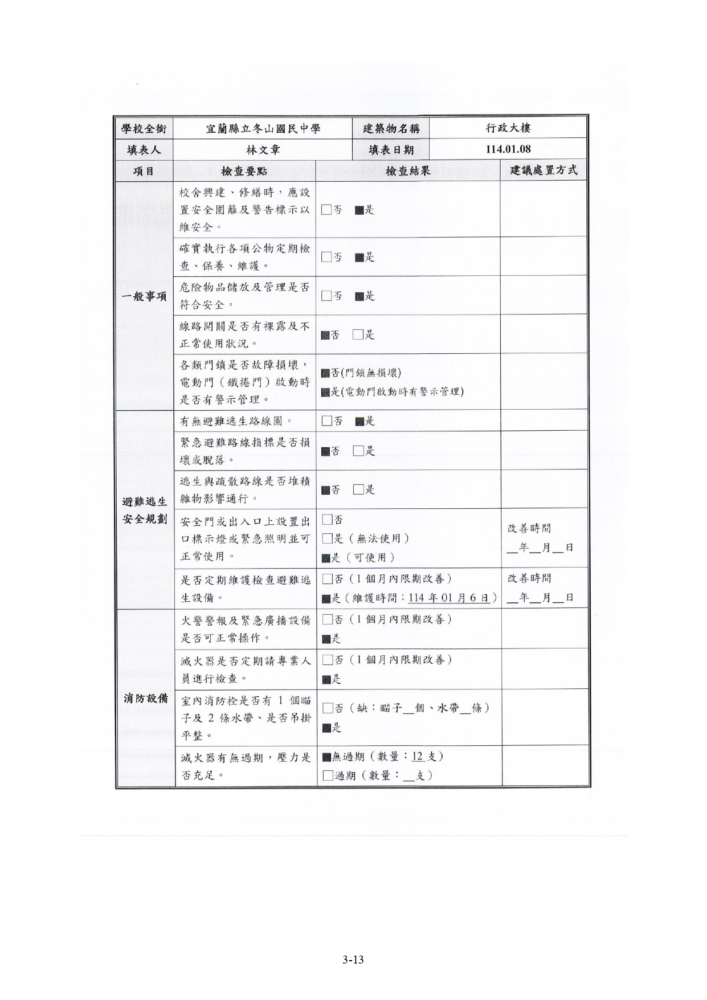 學校全銜 宜蘭縣立冬山國民中學 建築物名稱 行政大樓
填表人 林文章 填表日期 114.01.08
項目 檢查要點 檢查結果 建議處置方式
一般事項
校舍興建、修繕時，應設
置安全圍籬及警告標示以
維安全。
□否 ■是
確實執行各項公物定期檢
查、保養、維護。
□否 ■是
危險物品儲放及管理是否
符合安全。
□否 ■是
線路開關是否有裸露及不
正常使用狀況。
■否 □是
各類門鎖是否故障損壞，
電動門（鐵捲門）啟動時
是否有警示管理。
■否(門鎖無損壞)
■是(電動門啟動時有警示管理)
避難逃生
安全規劃
有無避難逃生路線圖。
□否 ■是
緊急避難路線指標是否損
壞或脫落。
■否 □是
逃生與疏散路線是否堆積
雜物影響通行。
■否 □是
安全門或出入口上設置出
口標示燈或緊急照明並可
正常使用。
□否
□是（無法使用）
■是（可使用）
改善時間
__年__月__日
是否定期維護檢查避難逃
生設備。
□否（1 個月內限期改善）
■是（維護時間：114 年 01 月 6 日）
改善時間
__年__月__日
消防設備
火警警報及緊急廣播設備
是否可正常操作。
□否（1 個月內限期改善）
■是
滅火器是否定期請專業人
員進行檢查。
□否（1 個月內限期改善）
■是
室內消防栓是否有 1 個瞄
子及 2 條水帶、是否吊掛
平整。
□否（缺：瞄子__個、水帶__條）
■是
滅火器有無過期，壓力是
否充足。
■無過期（數量：12 支）
□過期（數量：__支）
3-13